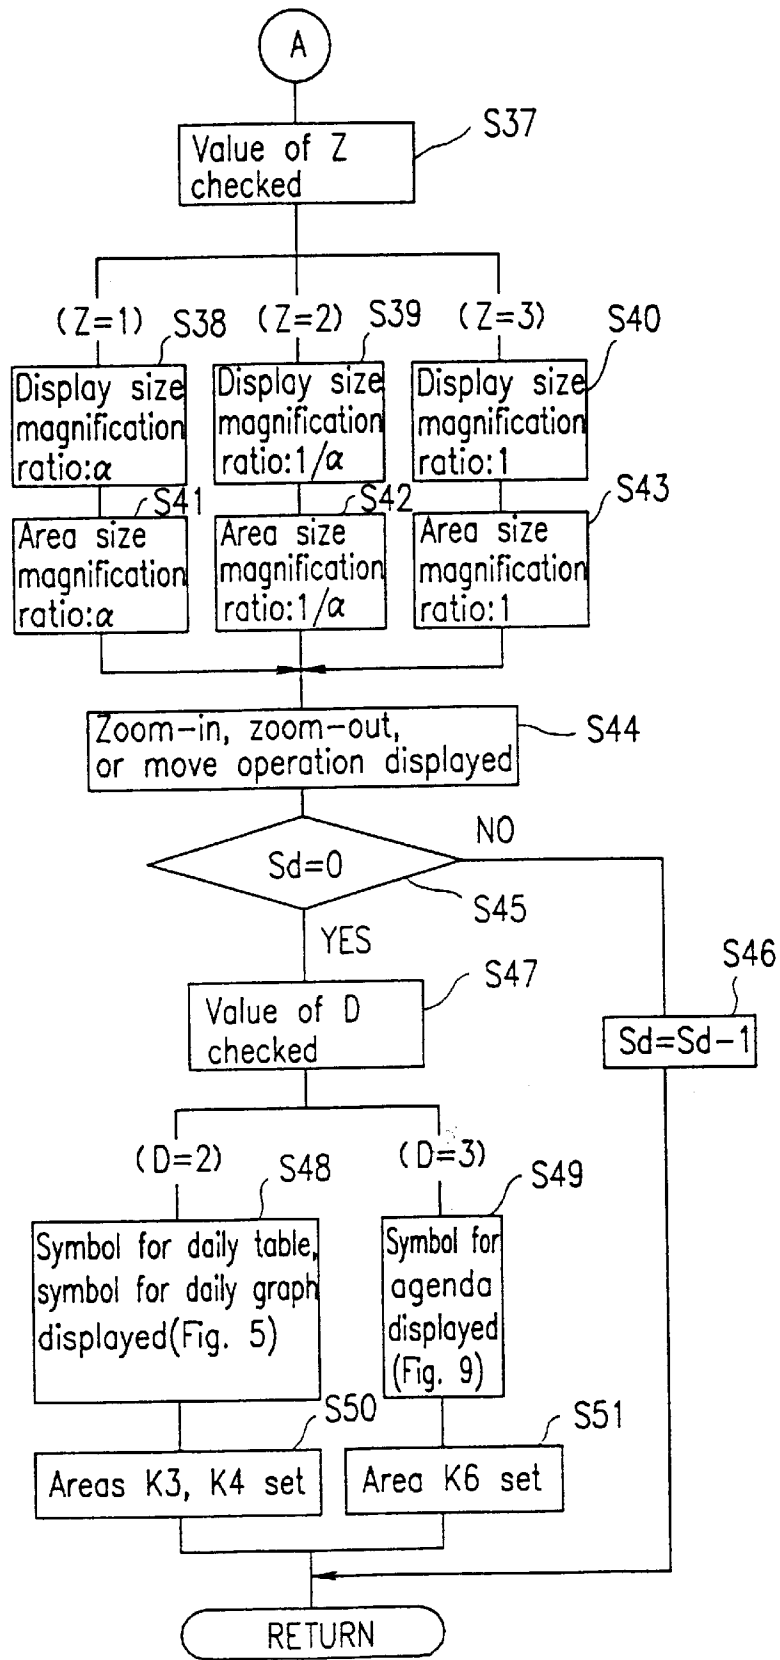 A
S37
Value of Z
checked
(Z=1)
S38
(Z=2)
S39
(Z=3)
S40
Display size
magnification
ratio:α
Display size
magnification
ratio:1/α
Display size
magnification
ratio:1
S41
S42
S43
Area size
magnification
ratio:α
Area size
magnification
ratio:1/α
Area size
magnification
ratio:1
Zoom-in, zoom-out,
or move operation displayed
S44
Sd=0
NO
S45
YES
S46
S47
Value of D
checked
Sd=Sd-1
(D=2)
S48
(D=3)
S49
Symbol for daily table,
symbol for daily graph
displayed(Fig. 5)
Symbol for
agenda
displayed
(Fig. 9)
S50
S51
Areas K3, K4 set
Area K6 set
RETURN